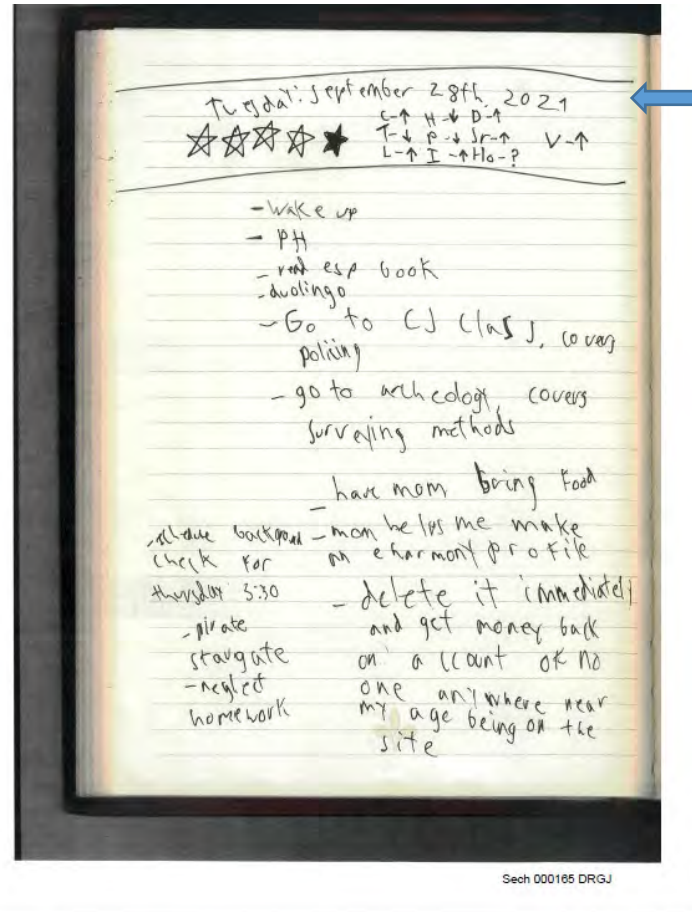 Tuesday: September 28th, 2021
C-↑ H-↓ D-↑
T-↓ P-↓ Sr-↑ V-↑
L-↑ I-↑ Ho-?
- wake up
- PH
- read esp book
- duolingo
- Go to CJ class, covers
policing
- go to archeology, covers
surveying methods
- have mom bring food
- mom helps me make
an eharmony profile
- delete it immediately
and get money back
on account of no
one anywhere near
my age being on the
site
- schedule background
check for
thursday 3:30
- pirate
stargate
- neglect
homework
Sech 000165 DRGJ